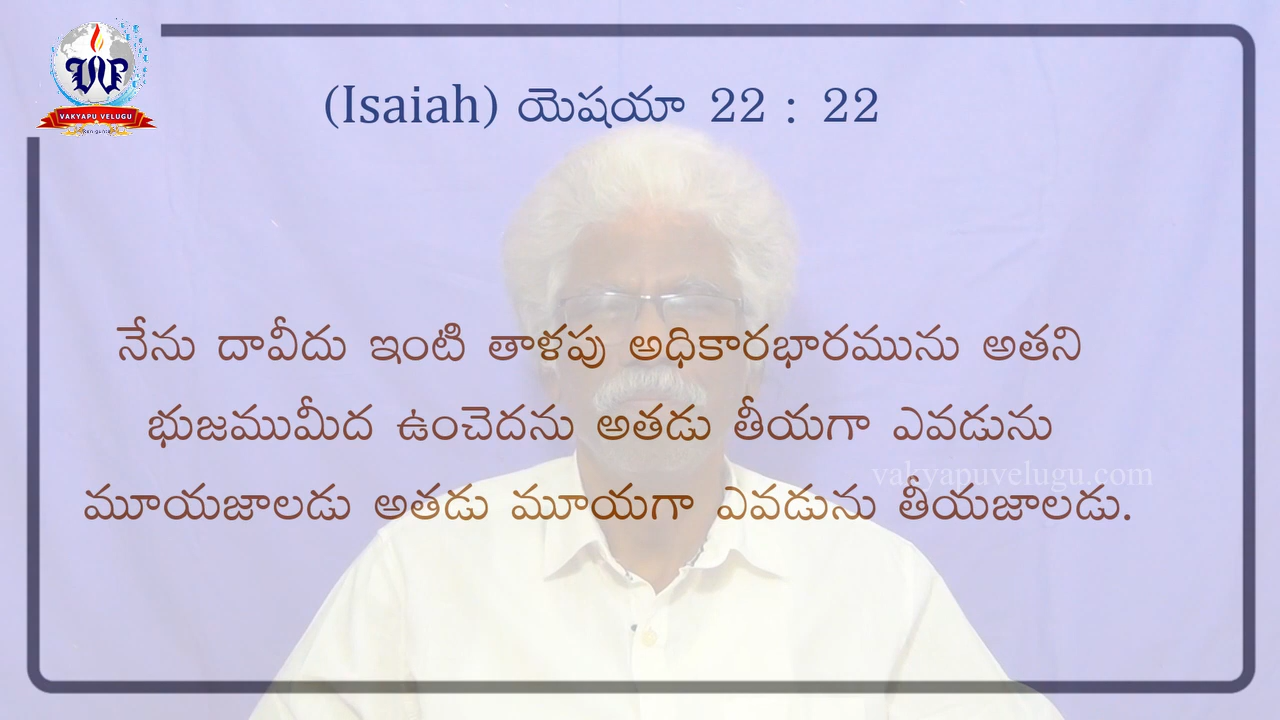 VAKYAPU VELUGU
(Isaiah) యెషయా 22 : 22
నేను దావీదు ఇంటి తాళపు అధికారభారమును అతని
భుజముమీద ఉంచెదను అతడు తీయగా ఎవడును
vakyapuvelugu.com
మూయజాలడు అతడు మూయగా ఎవడును తీయజాలడు.